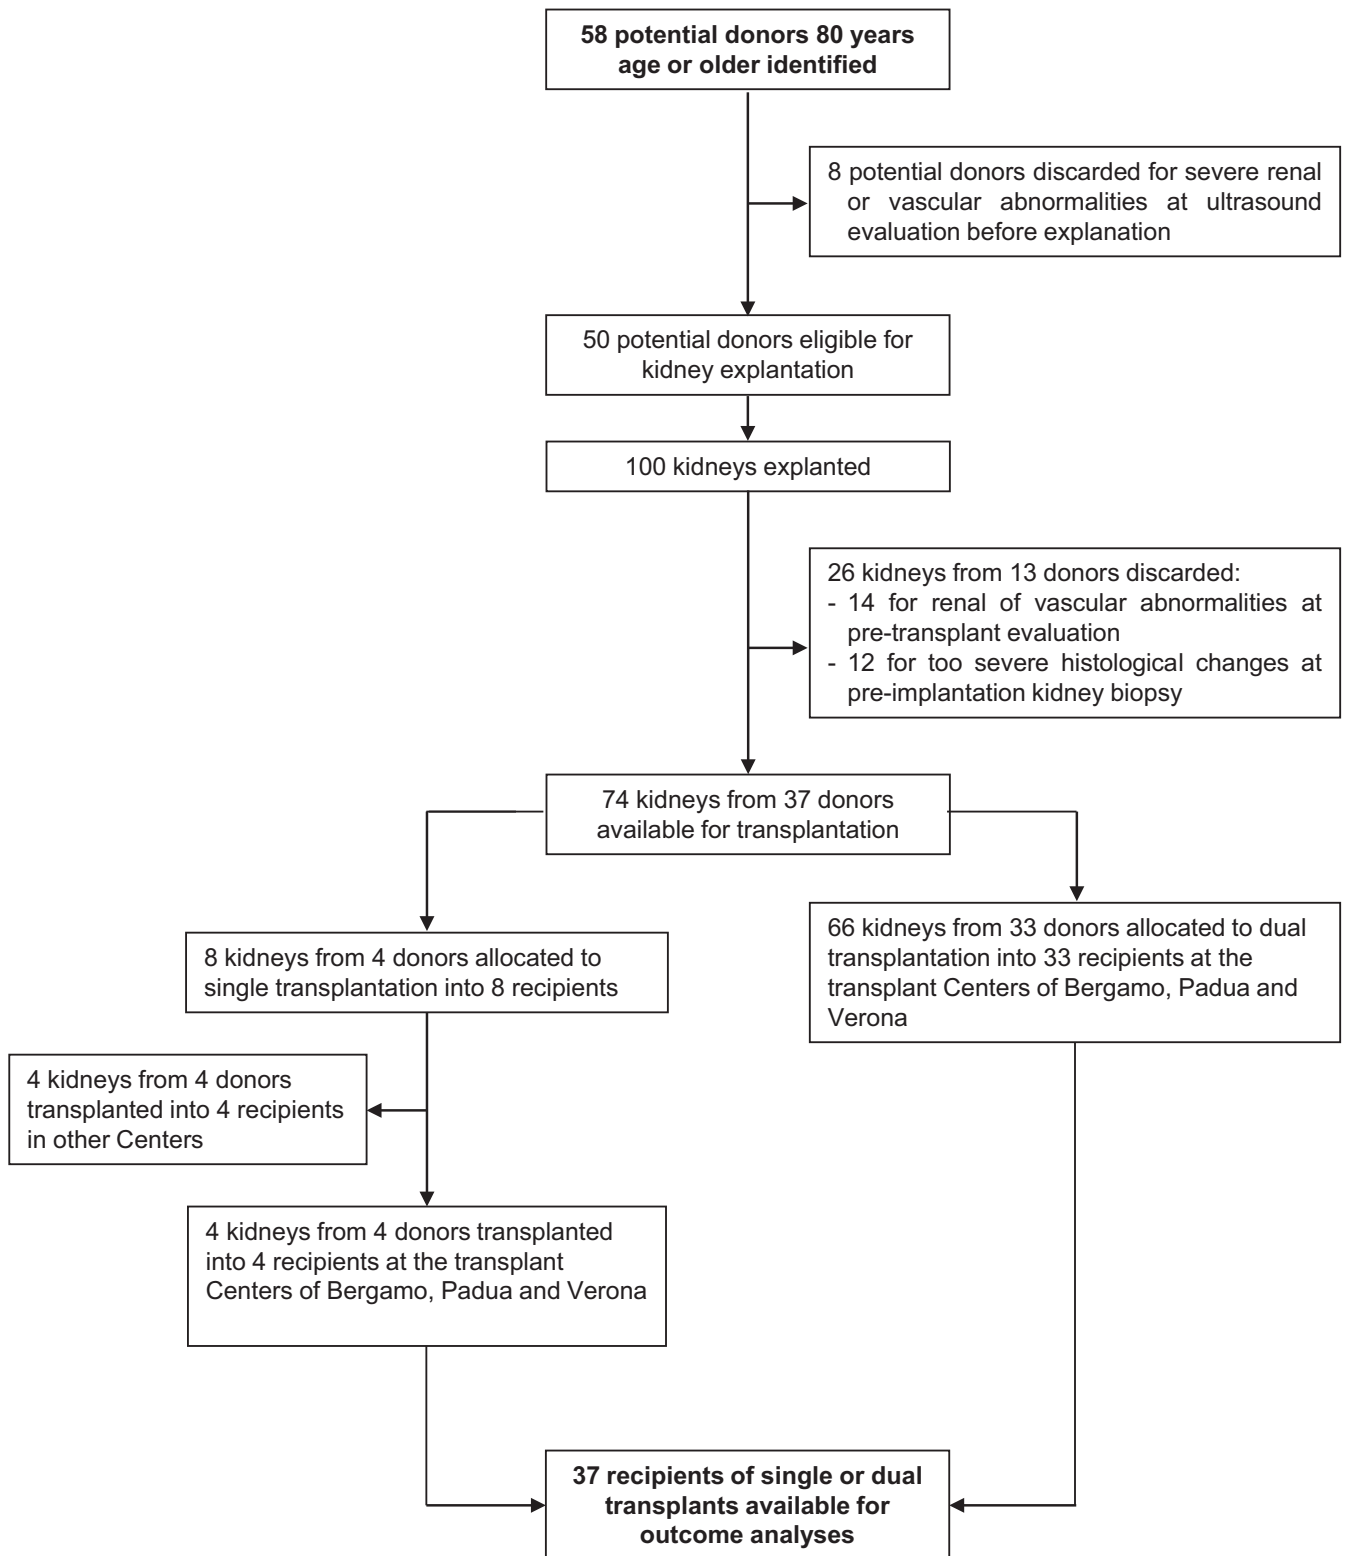 58 potential donors 80 years
age or older identified
8 potential donors discarded for severe renal
or vascular abnormalities at ultrasound
evaluation before explanation
50 potential donors eligible for
kidney explantation
100 kidneys explanted
26 kidneys from 13 donors discarded:
- 14 for renal of vascular abnormalities at
pre-transplant evaluation
- 12 for too severe histological changes at
pre-implantation kidney biopsy
74 kidneys from 37 donors
available for transplantation
8 kidneys from 4 donors allocated to
single transplantation into 8 recipients
66 kidneys from 33 donors allocated to dual
transplantation into 33 recipients at the
transplant Centers of Bergamo, Padua and
Verona
4 kidneys from 4 donors
transplanted into 4 recipients
in other Centers
4 kidneys from 4 donors transplanted
into 4 recipients at the transplant
Centers of Bergamo, Padua and Verona
37 recipients of single or dual
transplants available for
outcome analyses